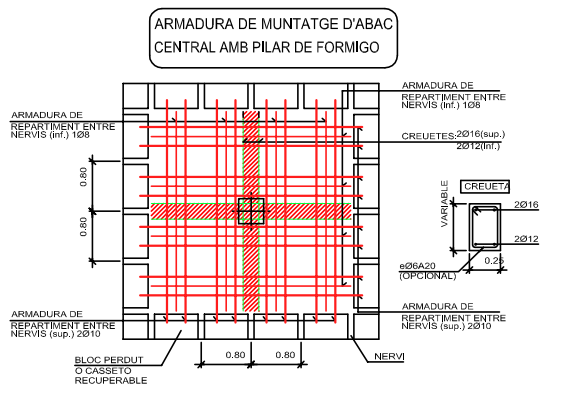 ARMADURA DE MUNTATGE D'ABAC
CENTRAL AMB PILAR DE FORMIGO
ARMADURA DE
REPARTIMENT ENTRE
NERVIS (inf.) 1Ø8
ARMADURA DE
REPARTIMENT ENTRE
NERVIS (Inf.) 1Ø8
CREUETES:2Ø16(sup.)
2Ø12(Inf.)
0.80
0.80
CREUETA
VARIABLE
2Ø16
2Ø12
0.25
eØ6A20
(OPCIONAL)
ARMADURA DE
REPARTIMENT ENTRE
NERVIS (sup.) 2Ø10
ARMADURA DE
REPARTIMENT ENTRE
NERVIS (sup.) 2Ø10
BLOC PERDUT
O CASSETO
RECUPERABLE
0.80
0.80
NERVI